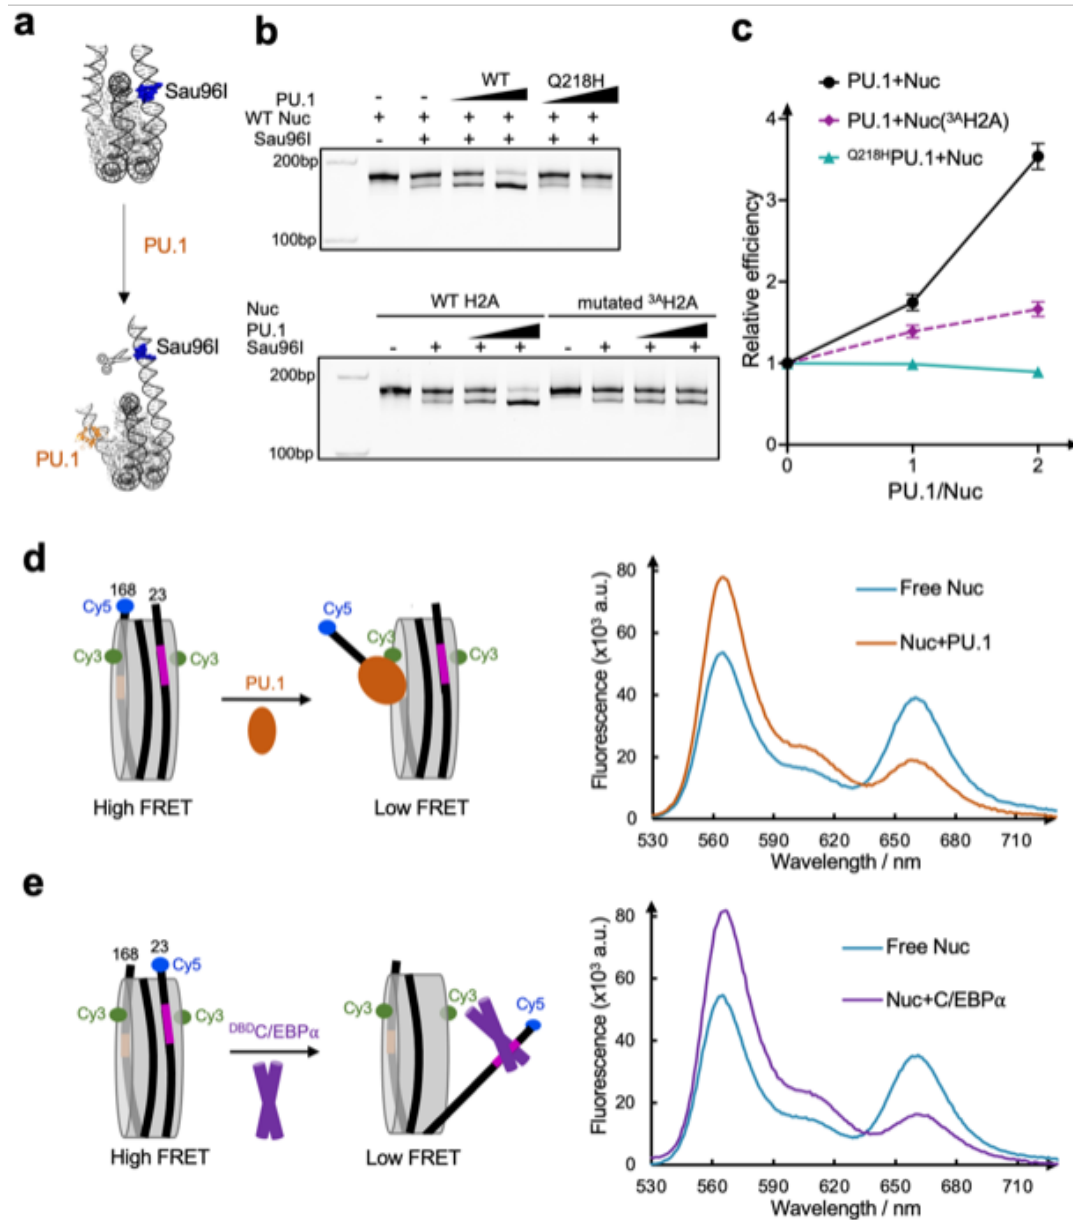 a
Sau96I
PU.1
Sau96I
PU.1
b
WT Q218H
PU.1 - -
WT Nuc + + + + + +
Sau96I - + + + + +
200bp
100bp
WT H2A mutated ³ᴬH2A
Nuc
PU.1
Sau96I - + + + - + + +
200bp
100bp
c
PU.1+Nuc
PU.1+Nuc(³ᴬH2A)
Q218HPU.1+Nuc
Relative efficiency
4
3
2
1
0
0 1 2
PU.1/Nuc
d
168 23
Cy5
Cy3 Cy3
PU.1
High FRET
Cy5
Cy3 Cy3
Low FRET
Fluorescence (x10³ a.u.)
80
60
40
20
0
530 560 590 620 650 680 710
Wavelength / nm
Free Nuc
Nuc+PU.1
e
168 23
Cy5
Cy3 Cy3
DBDC/EBPα
High FRET
Cy3
Cy5
Low FRET
Fluorescence (x10³ a.u.)
80
60
40
20
0
530 560 590 620 650 680 710
Wavelength / nm
Free Nuc
Nuc+C/EBPα